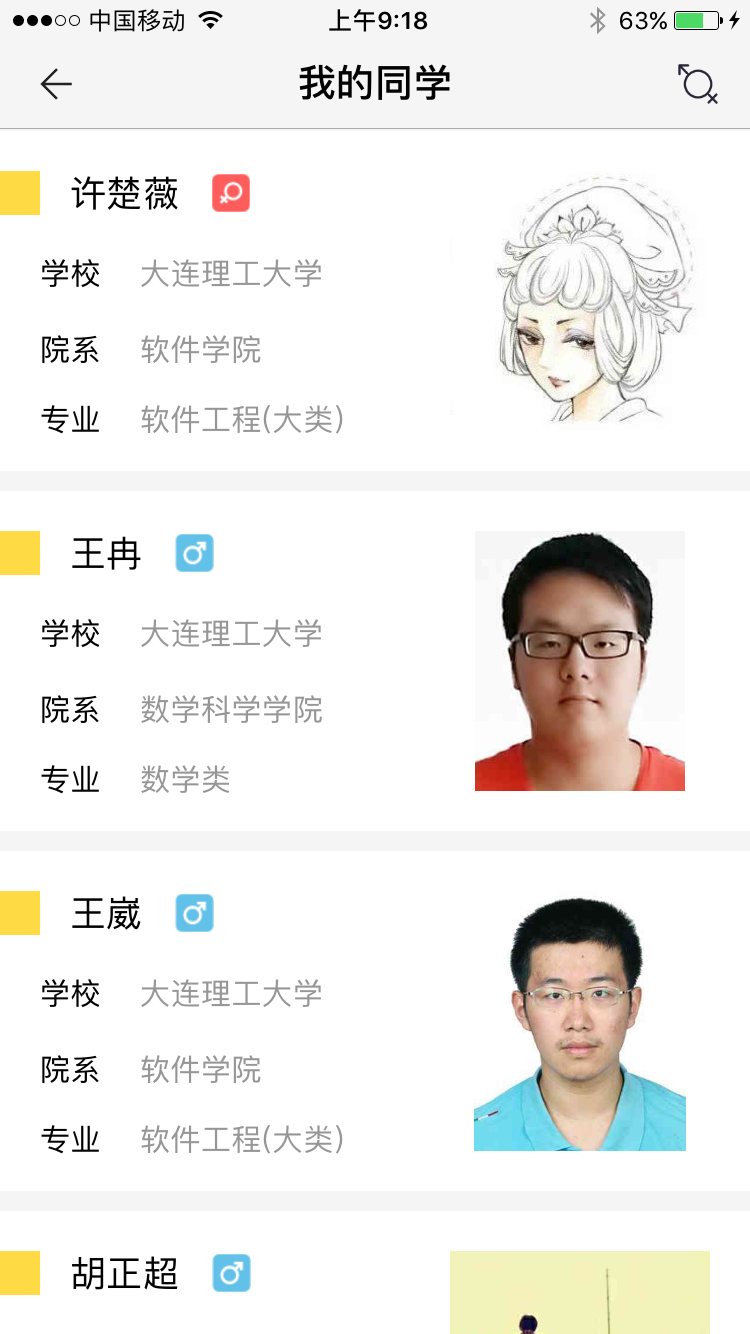 中国移动 上午9:18 63%
我的同学
许楚薇
学校 大连理工大学
院系 软件学院
专业 软件工程(大类)
王冉
学校 大连理工大学
院系 数学科学学院
专业 数学类
王崴
学校 大连理工大学
院系 软件学院
专业 软件工程(大类)
胡正超